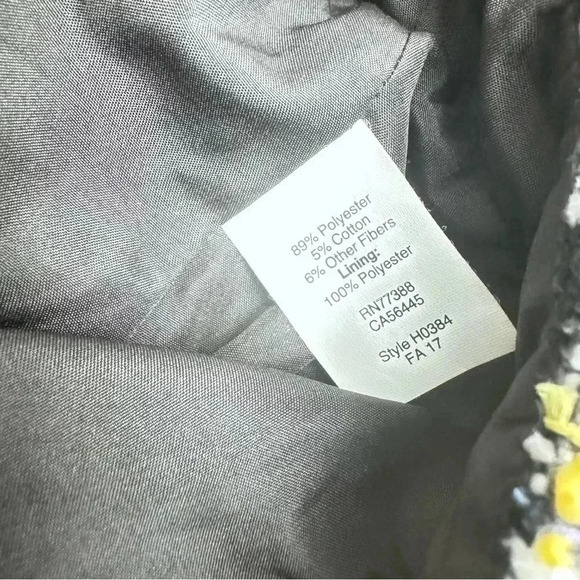 89% Polyester
5% Cotton
6% Other Fibers
Lining:
100% Polyester
RN77388
CA56445
Style H0384
FA 17